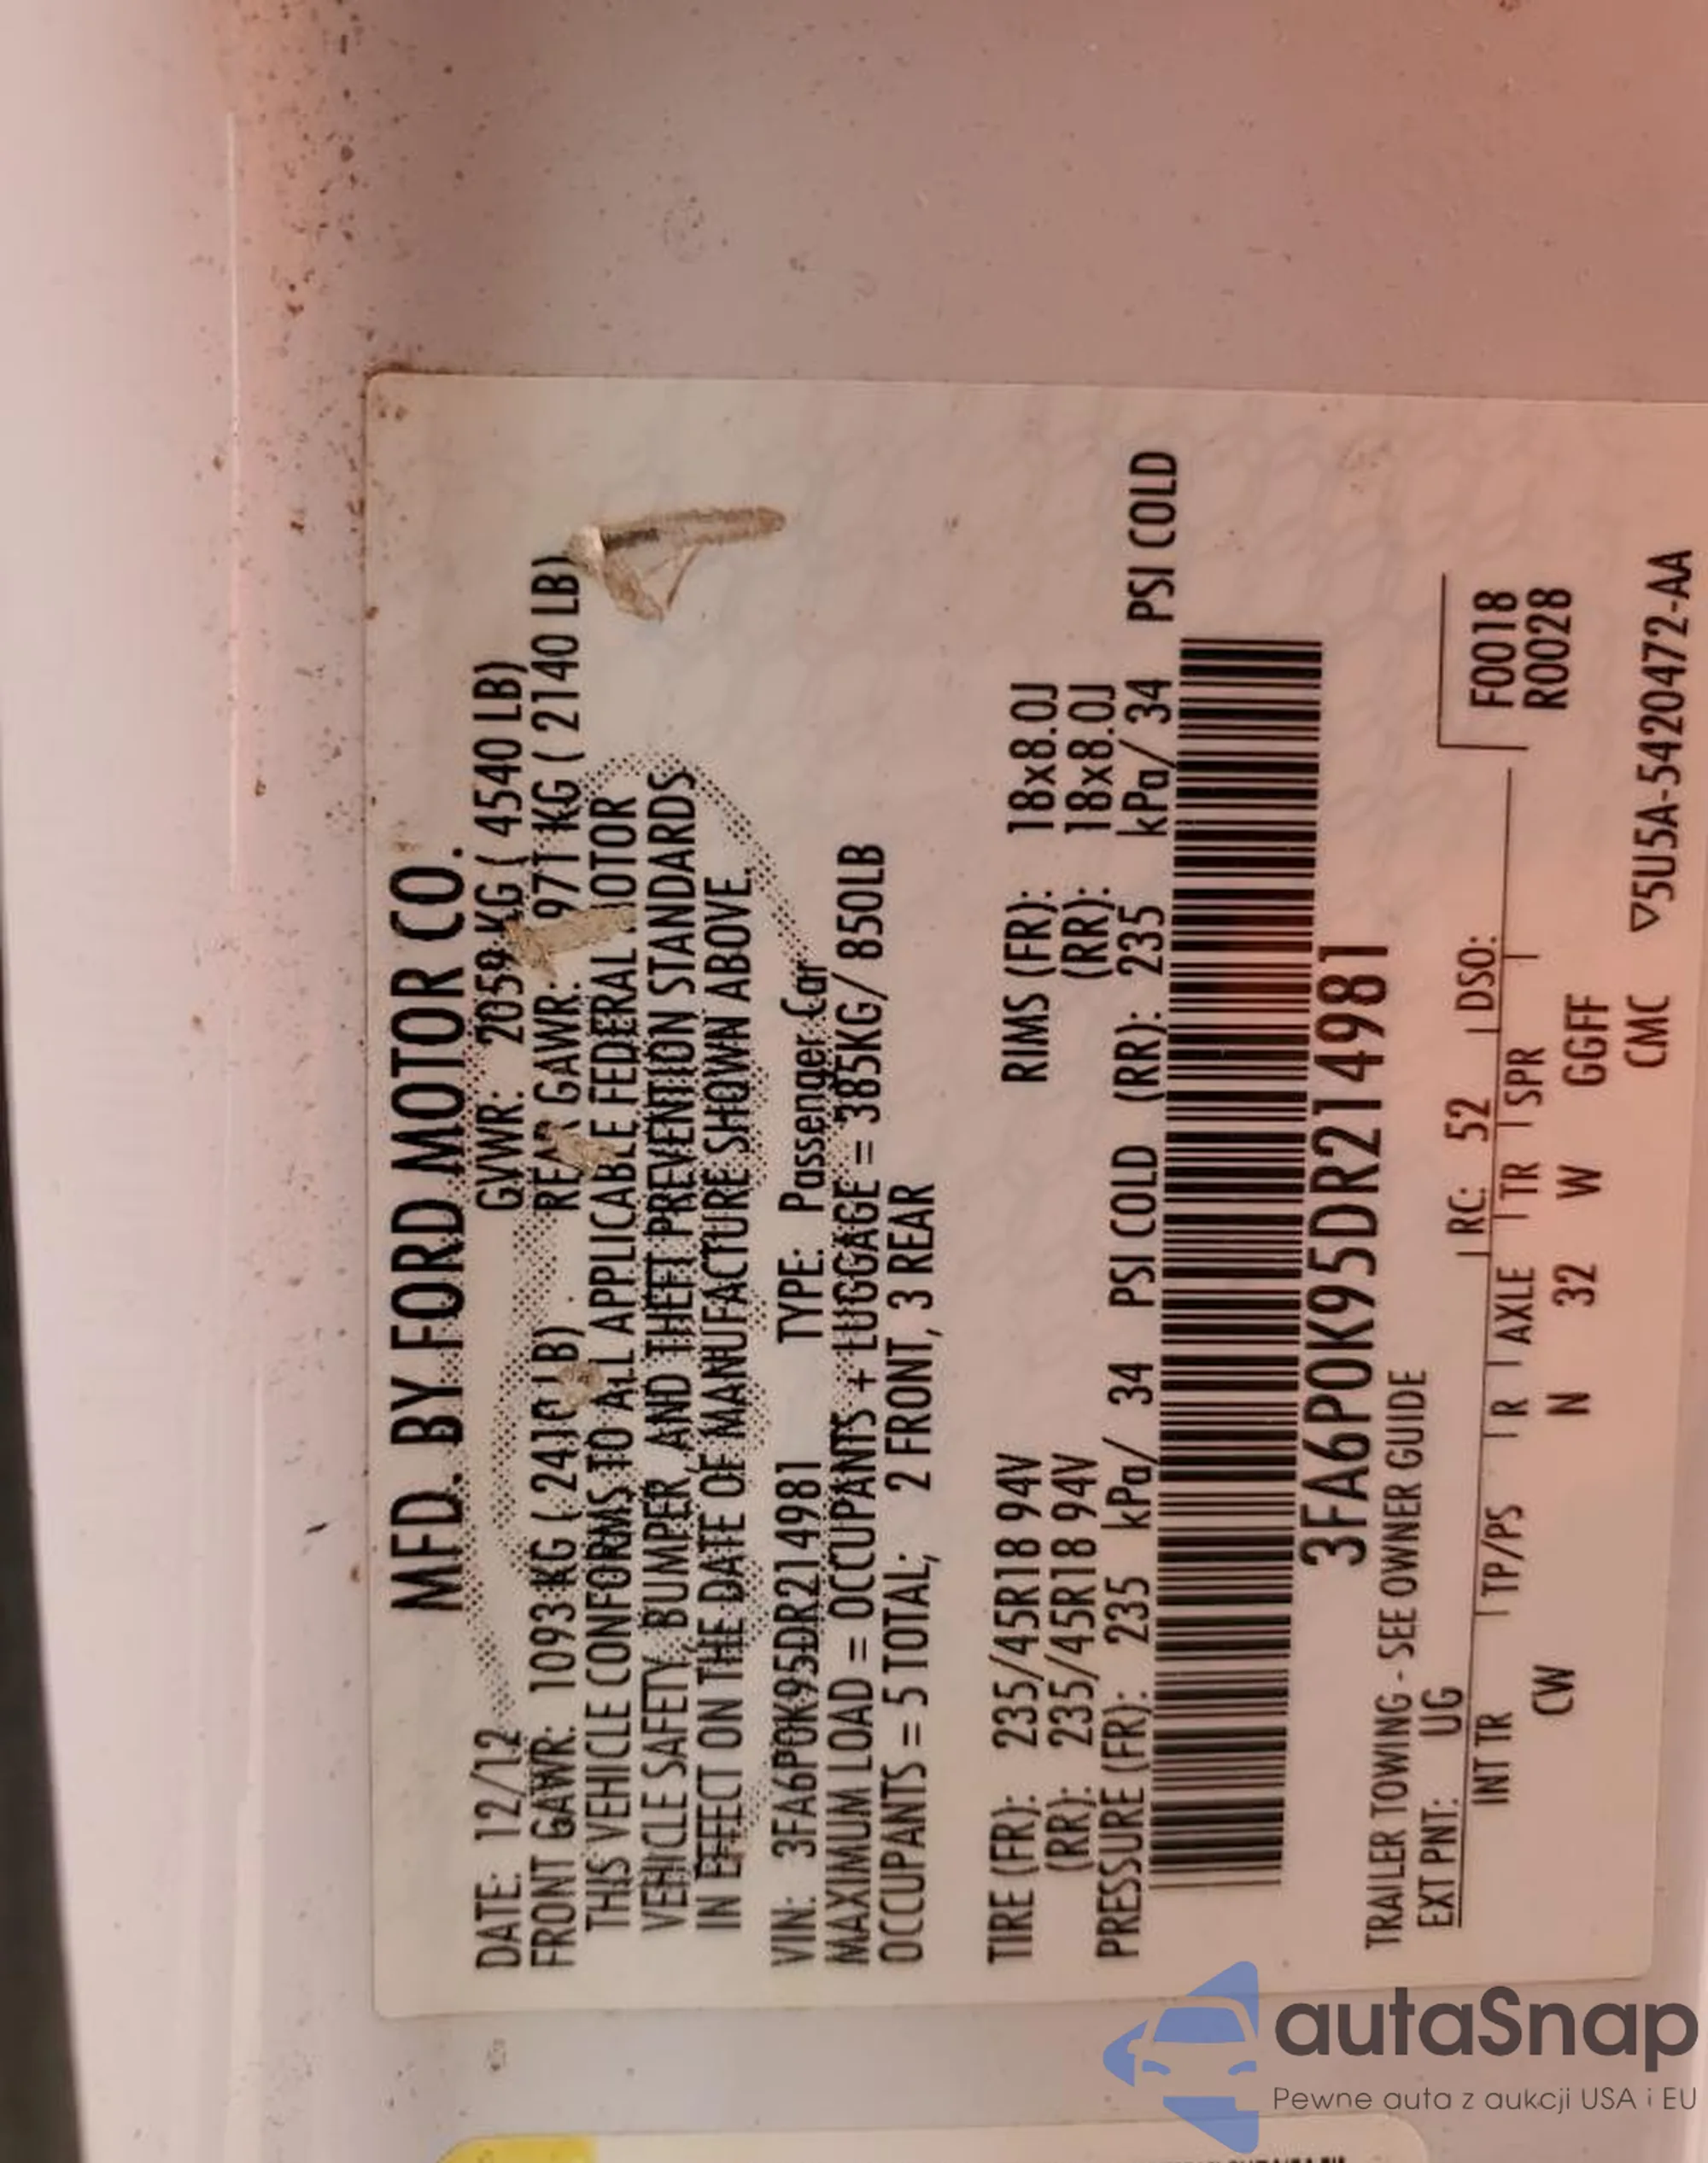 MFD. BY FORD MOTOR CO.
DATE: 12/12 GVWR: 2059 KG ( 4540 LB)
FRONT GAWR: 1093 KG ( LB) REAR GAWR: 971 KG ( 2140 LB)
THIS VEHICLE CONFORMS TO ALL APPLICABLE FEDERAL MOTOR
VEHICLE SAFETY, BUMPER, AND THEFT PREVENTION STANDARDS
IN EFFECT ON THE DATE OF MANUFACTURE SHOWN ABOVE.
VIN: 3FA6P0K95DR214981 TYPE: Passenger Car
MAXIMUM LOAD = OCCUPANTS + LUGGAGE = 385KG/ 850LB
OCCUPANTS = 5 TOTAL; 2 FRONT, 3 REAR
TIRE (FR): 235/45R18 94V RIMS (FR): 18x8.0J
(RR): 235/45R18 94V (RR): 18x8.0J
PRESSURE (FR): 235 kPa/ 34 PSI COLD (RR): 235 kPa/ 34 PSI COLD
3FA6P0K95DR214981
TRAILER TOWING - SEE OWNER GUIDE
EXT PNT: UG RC: 52 DSO:
INT TR TP/PS R AXLE TR SPR F0018
CW N 32 W GGFF R0028
CMC ▽5U5A-5420472-AA
autaSnap
Pewne auta z aukcji USA i EU